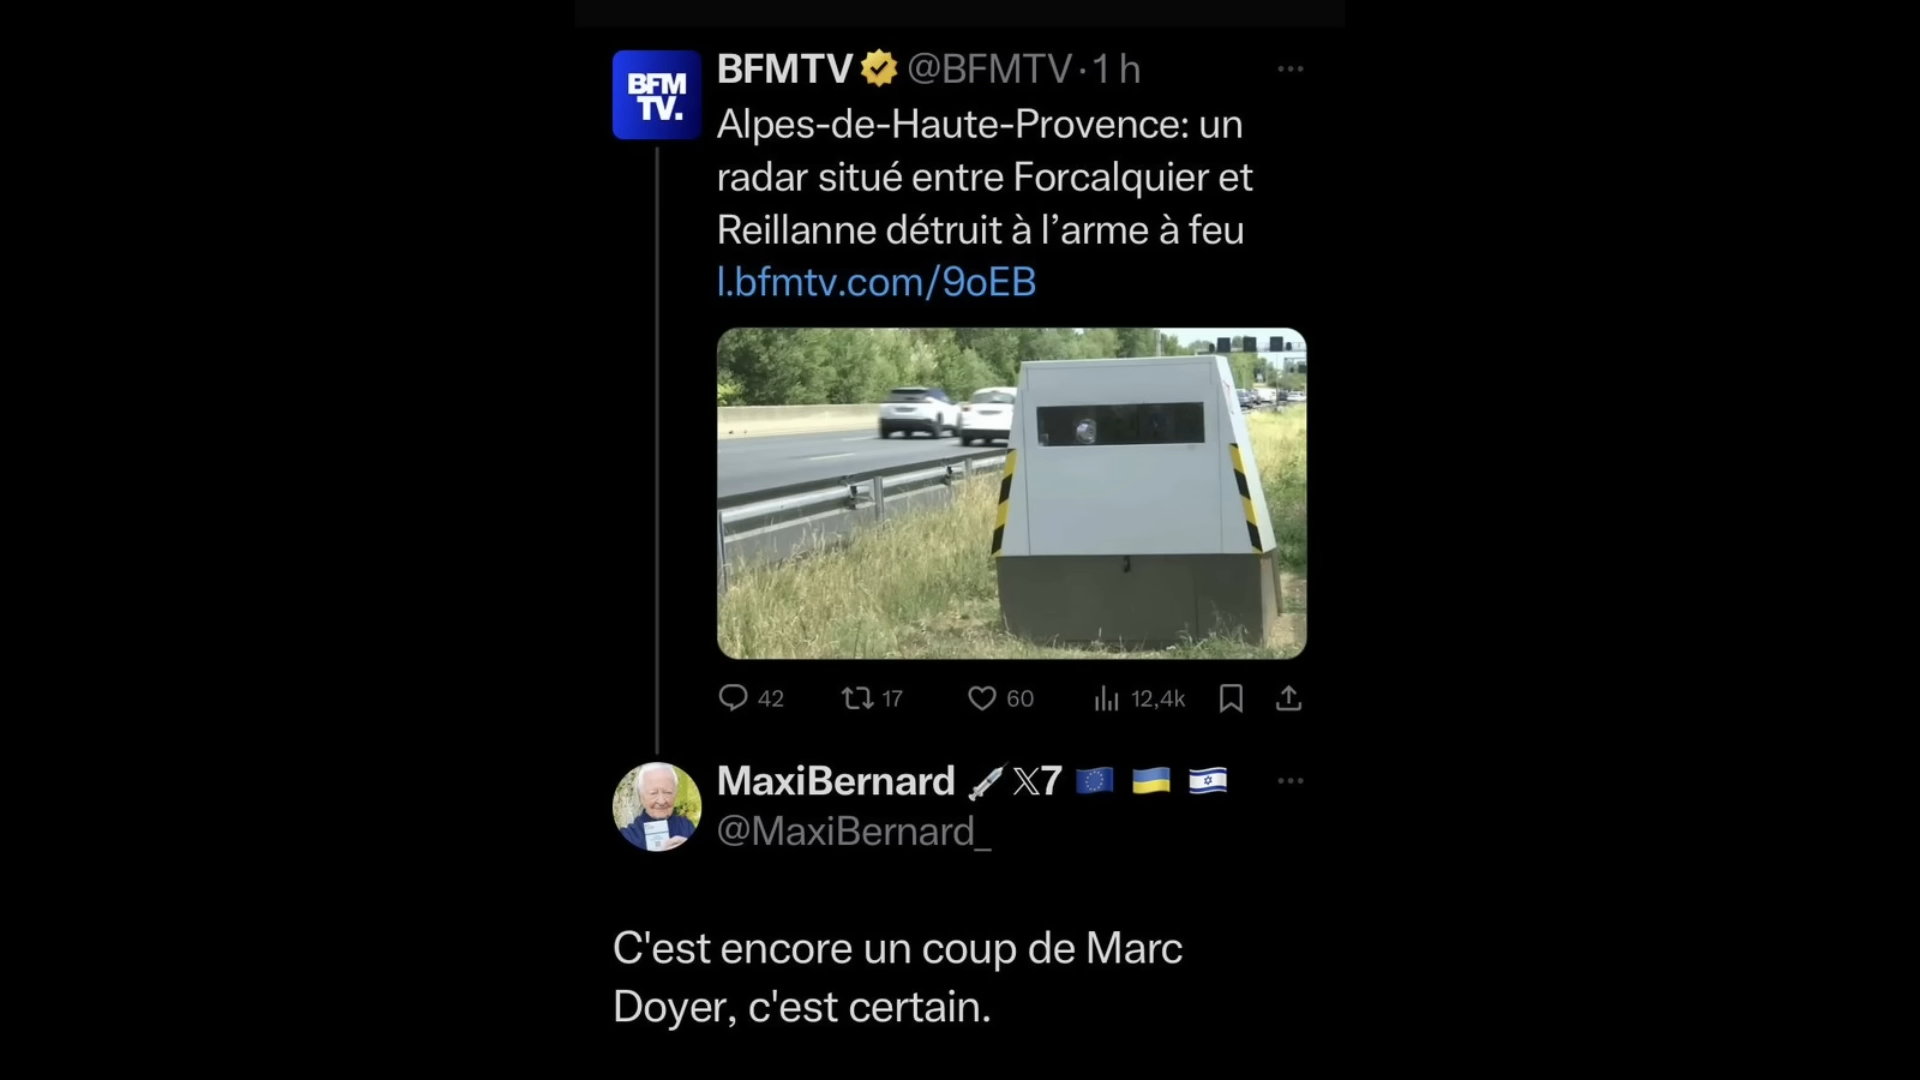 BFM
TV.
BFMTV @BFMTV·1 h
Alpes-de-Haute-Provence: un
radar situé entre Forcalquier et
Reillanne détruit à l’arme à feu
l.bfmtv.com/9oEB
42 17 60 12,4k
MaxiBernard 💉𝕏7 🇪🇺 🇺🇦 🇮🇱
@MaxiBernard_
C'est encore un coup de Marc
Doyer, c'est certain.